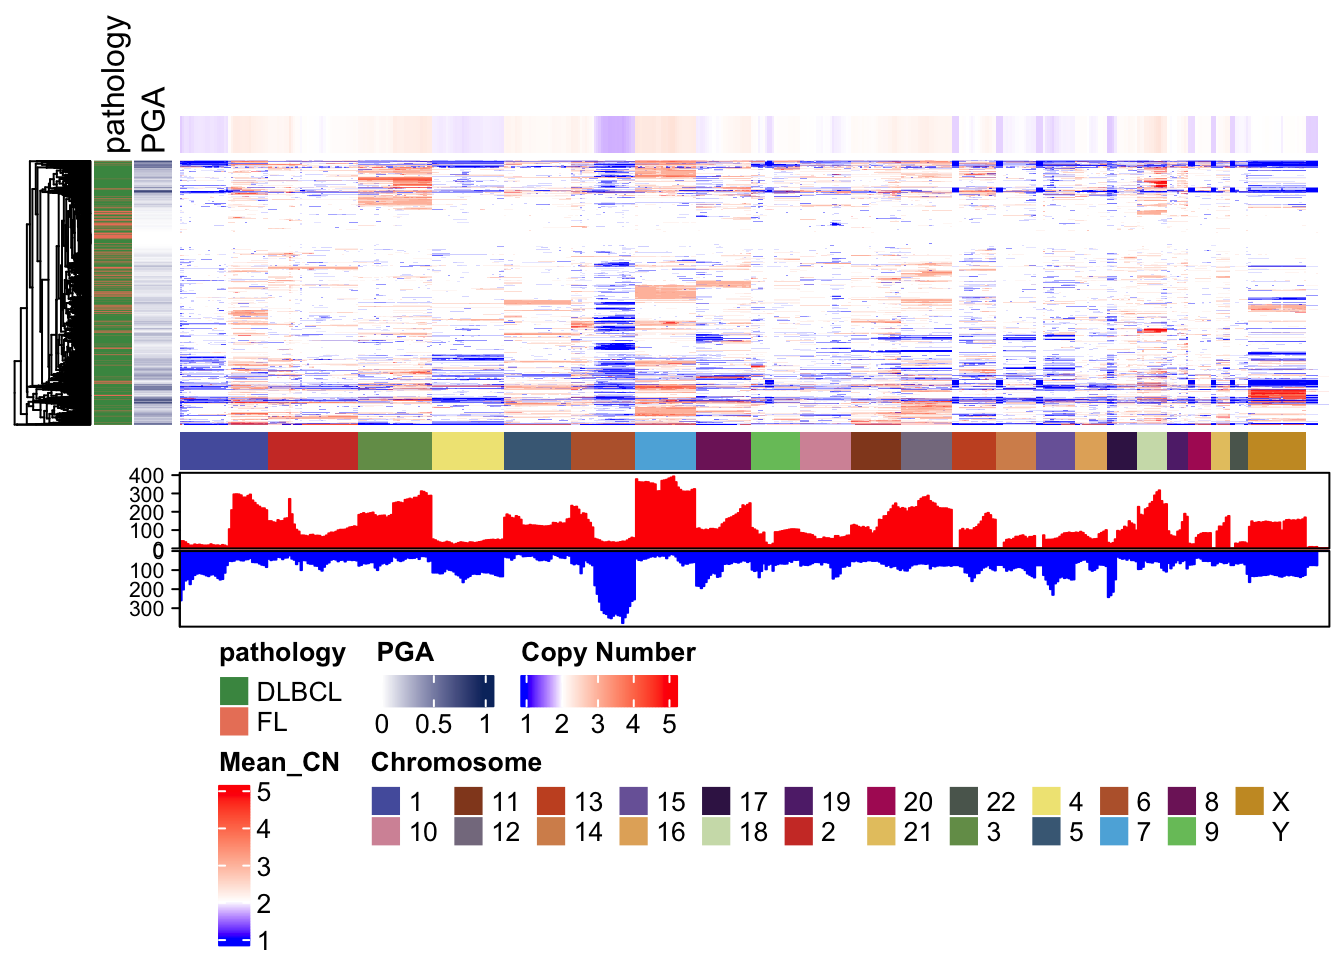 pathology
PGA
400
300
200
100
0
0
100
200
300
pathology PGA Copy Number
DLBCL
FL
0 0.5 1
1 2 3 4 5
Mean_CN Chromosome
5
4
3
2
1
1 11 13 15 17 19 20 22 4 6 8 X
10 12 14 16 18 2 21 3 5 7 9 Y